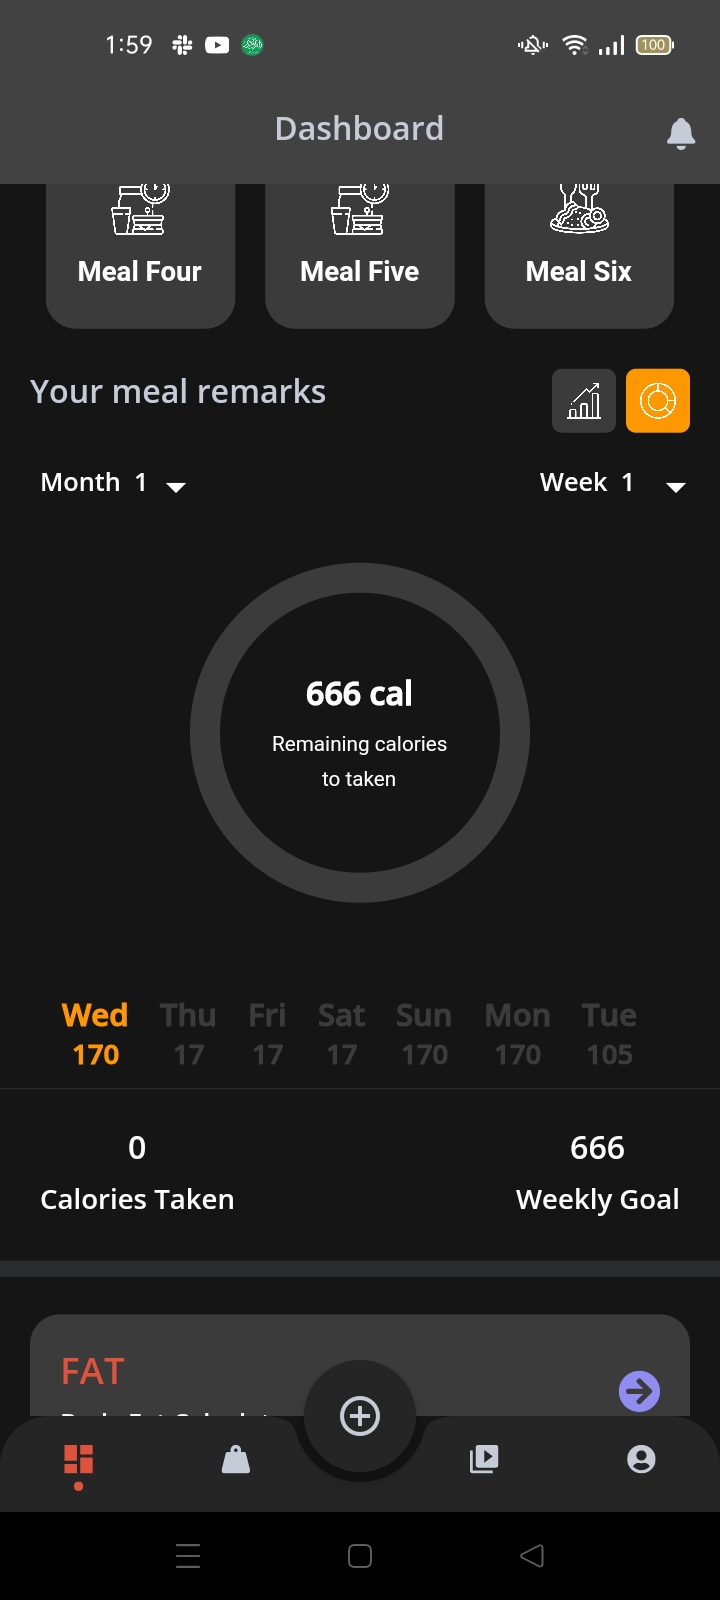 1:59
100
Dashboard
Meal Four Meal Five Meal Six
Your meal remarks
Month 1 Week 1
666 cal
Remaining calories
to taken
Wed Thu Fri Sat Sun Mon Tue
170 17 17 17 170 170 105
0 666
Calories Taken Weekly Goal
FAT